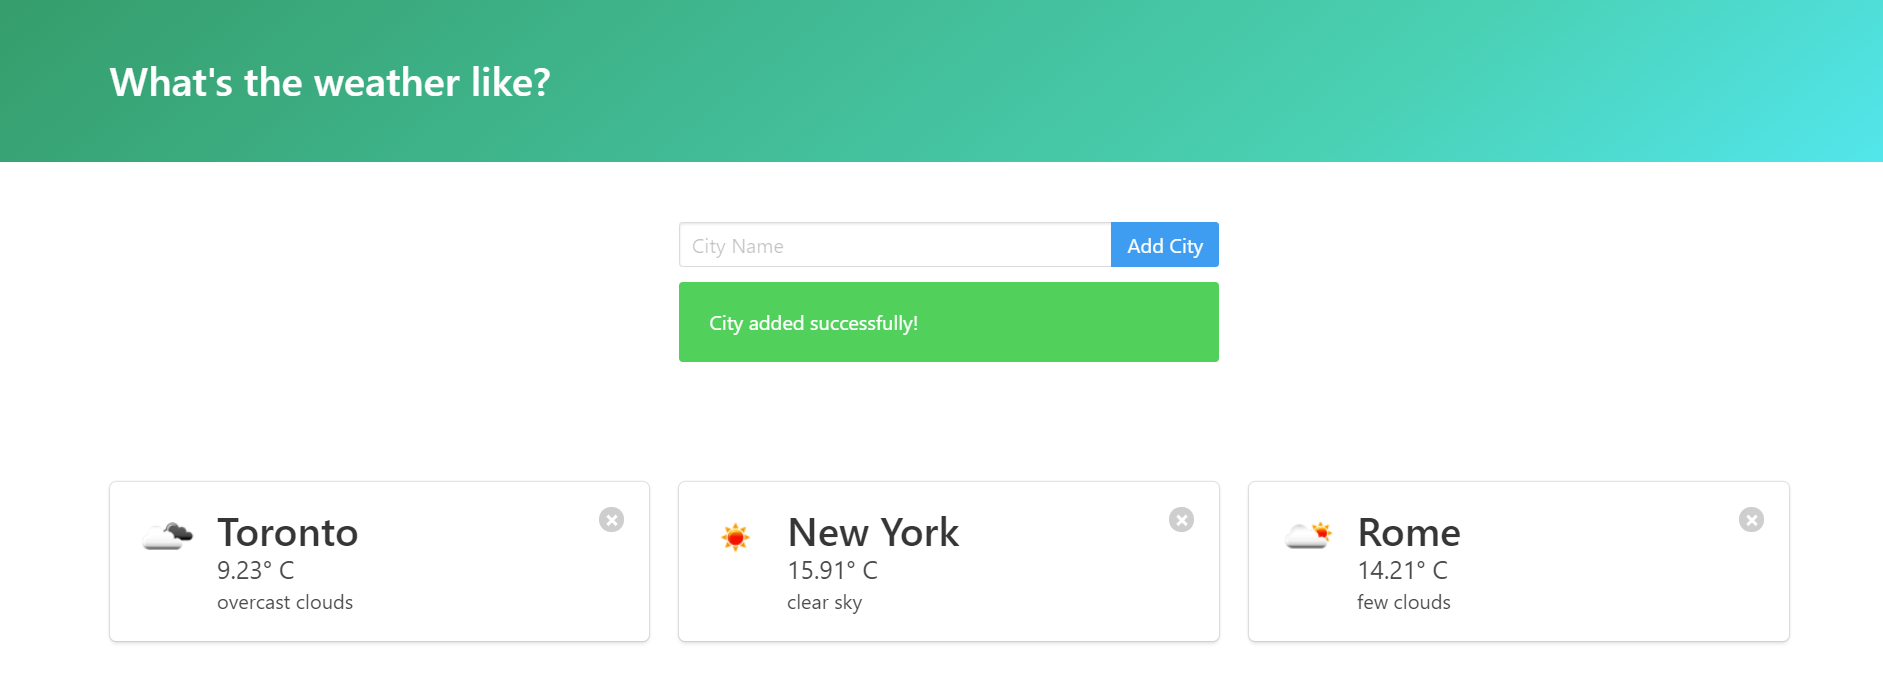 What's the weather like?
City Name
Add City
City added successfully!
Toronto
9.23° C
overcast clouds
New York
15.91° C
clear sky
Rome
14.21° C
few clouds